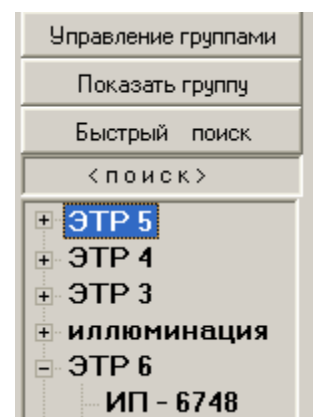 Управление группами
Показать группу
Быстрый поиск
<поиск>
ЭТР 5
ЭТР 4
ЭТР 3
иллюминация
ЭТР 6
ИП - 6748